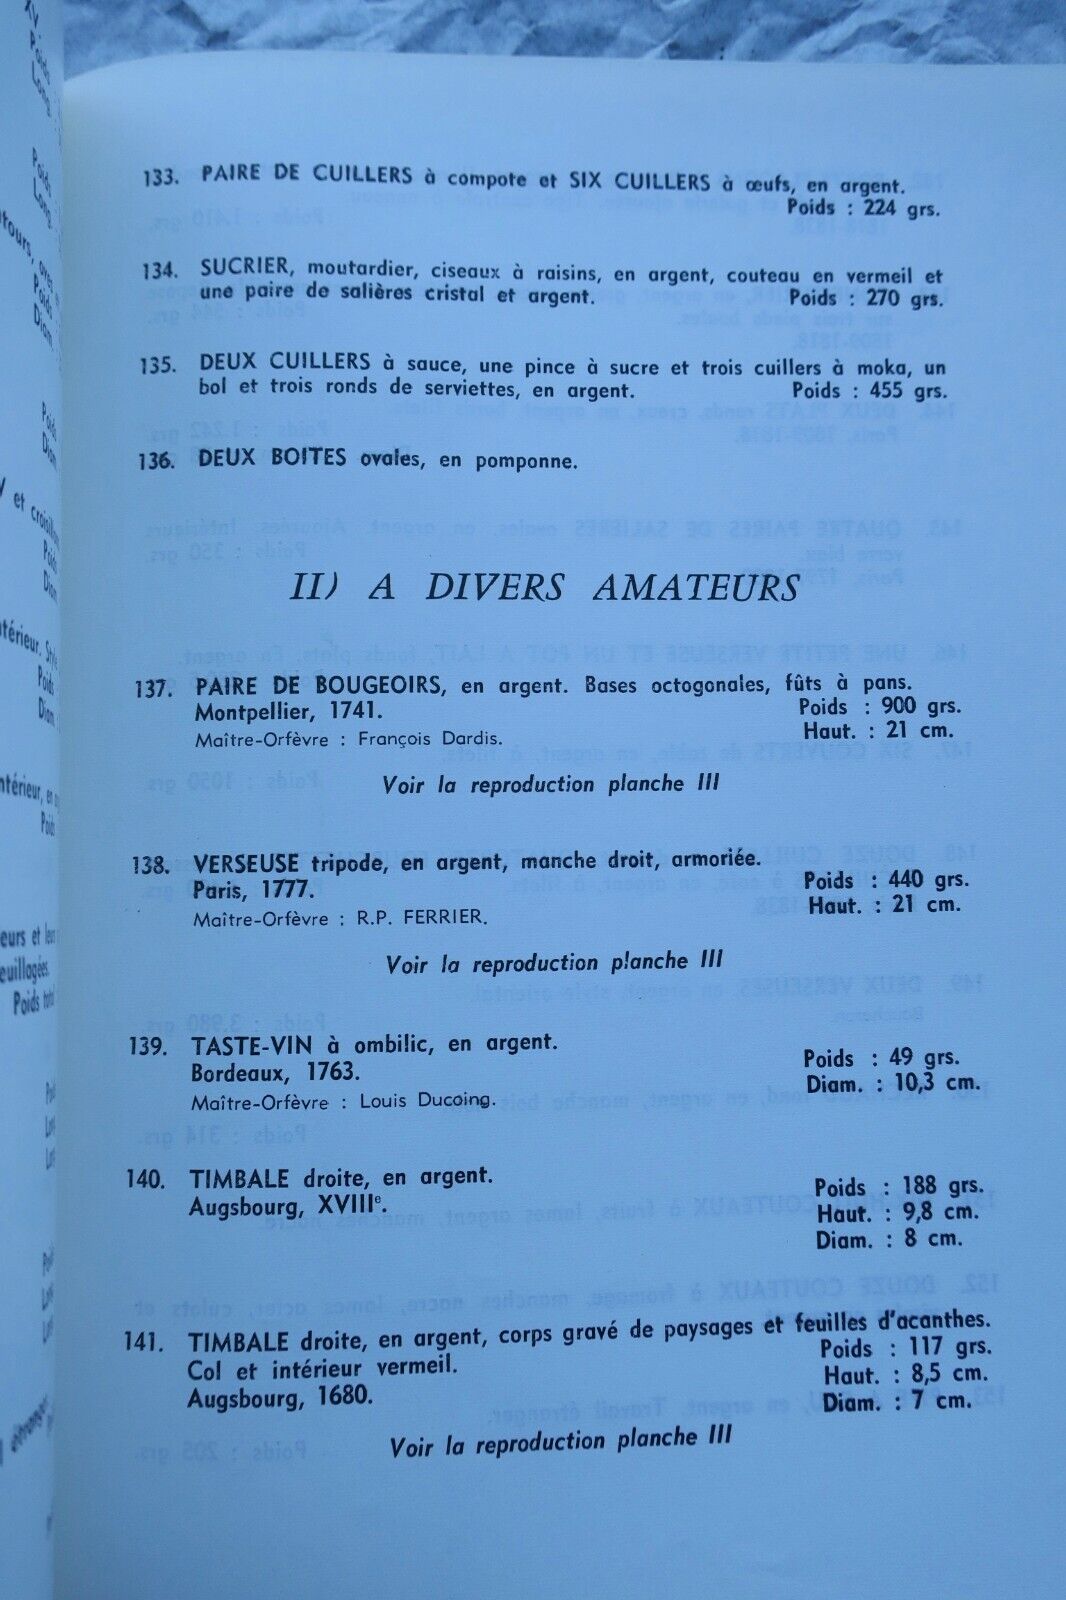 133. PAIRE DE CUILLERS à compote et SIX CUILLERS à œufs, en argent.
Poids : 224 grs.
134. SUCRIER, moutardier, ciseaux à raisins, en argent, couteau en vermeil et
une paire de salières cristal et argent. Poids : 270 grs.
135. DEUX CUILLERS à sauce, une pince à sucre et trois cuillers à moka, un
bol et trois ronds de serviettes, en argent. Poids : 455 grs.
136. DEUX BOITES ovales, en pomponne.
II) A DIVERS AMATEURS
137. PAIRE DE BOUGEOIRS, en argent. Bases octogonales, fûts à pans.
Montpellier, 1741. Poids : 900 grs.
Maître-Orfèvre : François Dardis. Haut. : 21 cm.
Voir la reproduction planche III
138. VERSEUSE tripode, en argent, manche droit, armoriée.
Paris, 1777. Poids : 440 grs.
Maître-Orfèvre : R.P. FERRIER. Haut. : 21 cm.
Voir la reproduction planche III
139. TASTE-VIN à ombilic, en argent.
Bordeaux, 1763. Poids : 49 grs.
Maître-Orfèvre : Louis Ducoing. Diam. : 10,3 cm.
140. TIMBALE droite, en argent.
Augsbourg, XVIIIe. Poids : 188 grs.
Haut. : 9,8 cm.
Diam. : 8 cm.
141. TIMBALE droite, en argent, corps gravé de paysages et feuilles d'acanthes.
Col et intérieur vermeil. Poids : 117 grs.
Augsbourg, 1680. Haut. : 8,5 cm.
Diam. : 7 cm.
Voir la reproduction planche III